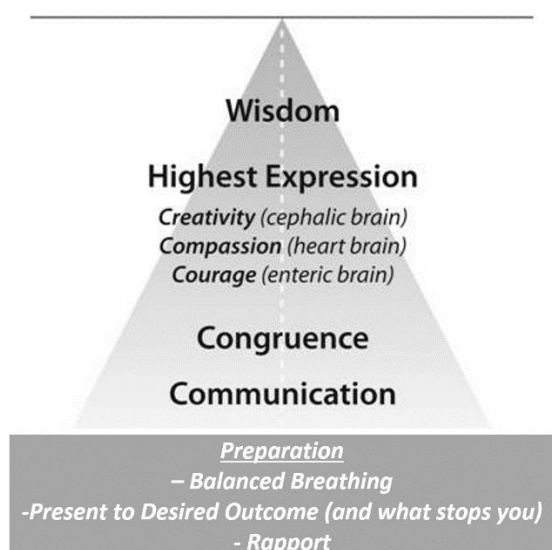 Wisdom
Highest Expression
Creativity (cephalic brain)
Compassion (heart brain)
Courage (enteric brain)
Congruence
Communication
Preparation
– Balanced Breathing
-Present to Desired Outcome (and what stops you)
- Rapport